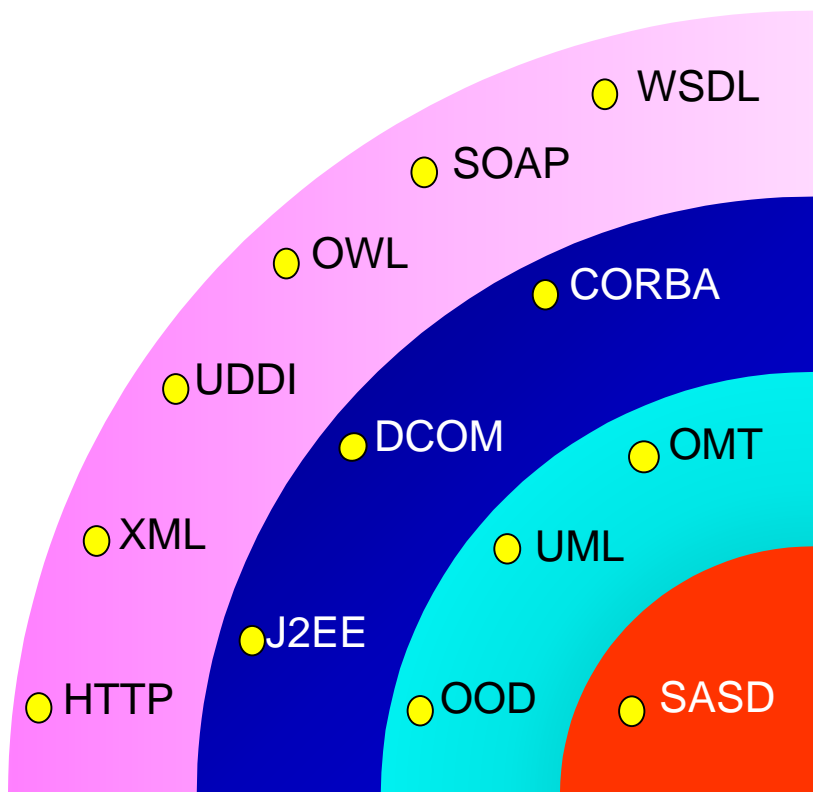 WSDL
SOAP
OWL
CORBA
UDDI
DCOM
OMT
XML
UML
J2EE
HTTP
OOD
SASD